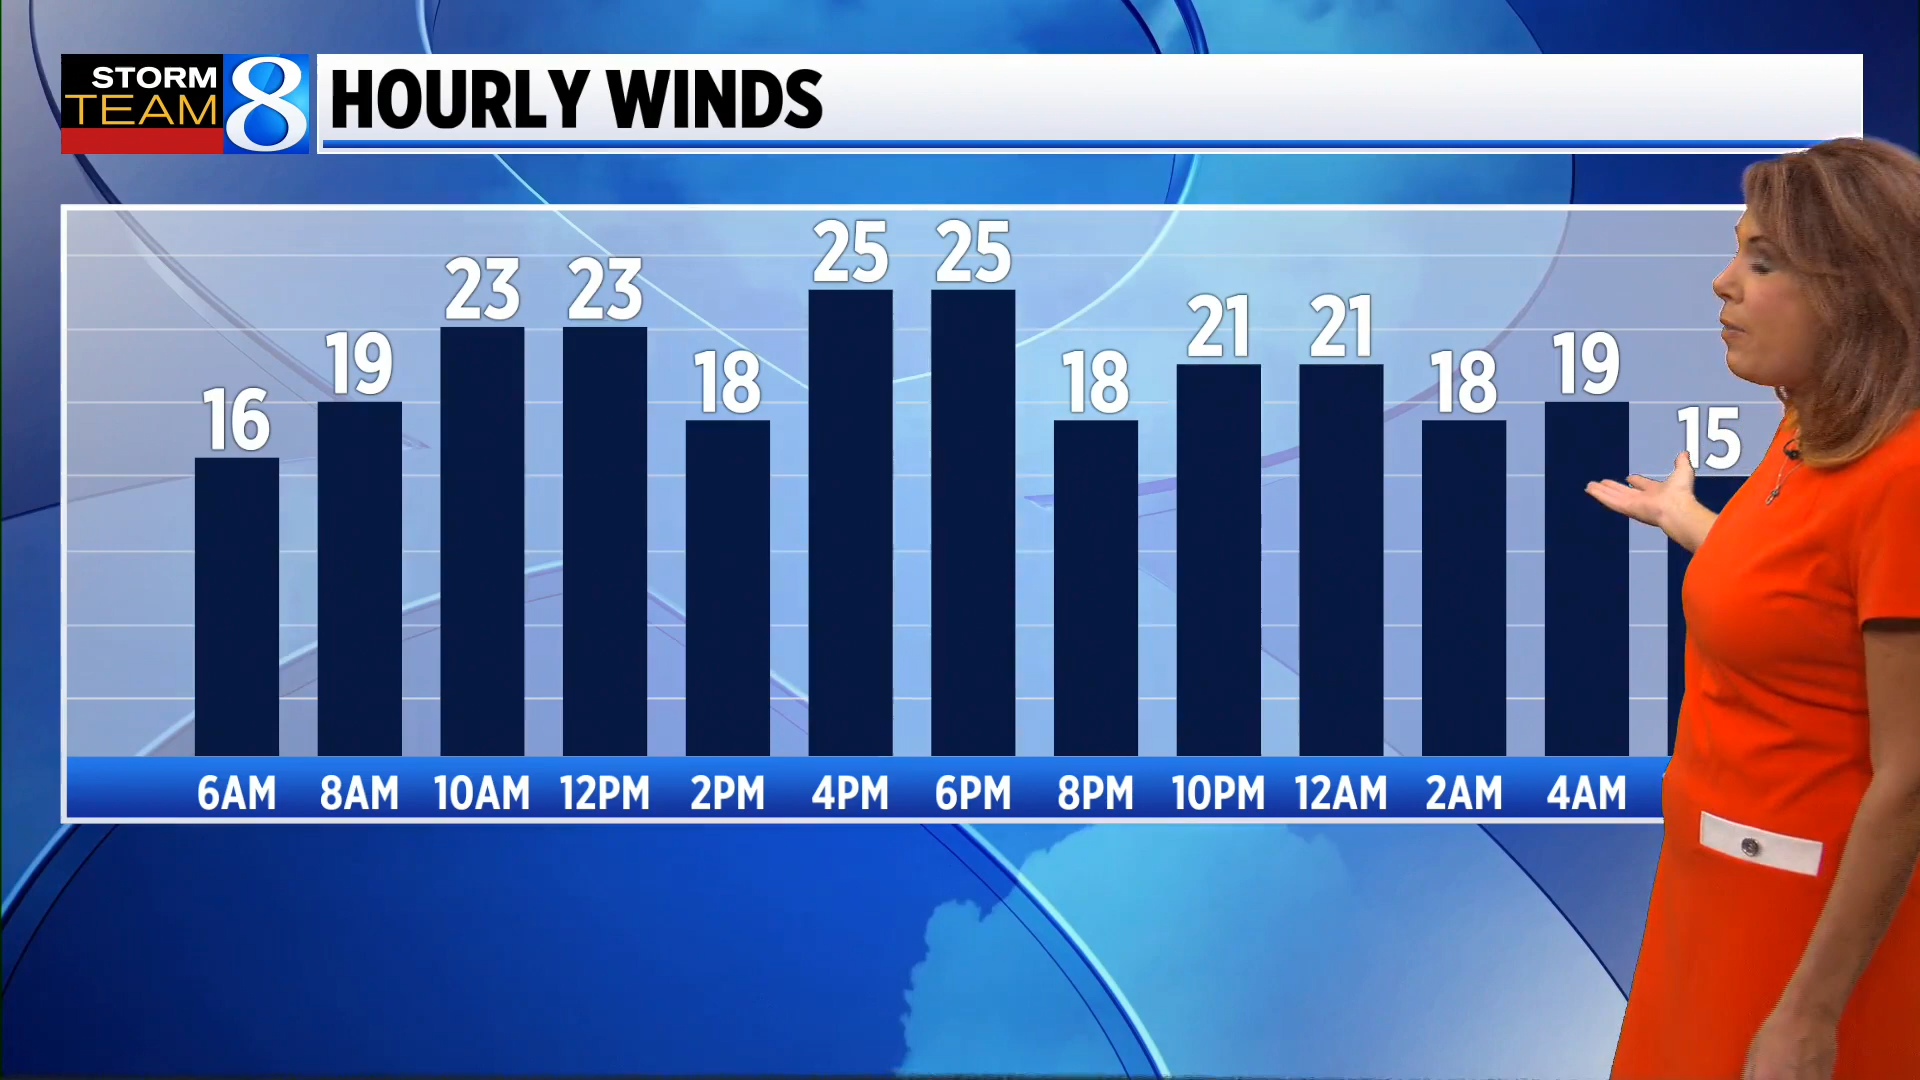 STORM
TEAM
8
HOURLY WINDS
16 19 23 23 18 25 25 18 21 21 18 19 15
6AM 8AM 10AM 12PM 2PM 4PM 6PM 8PM 10PM 12AM 2AM 4AM